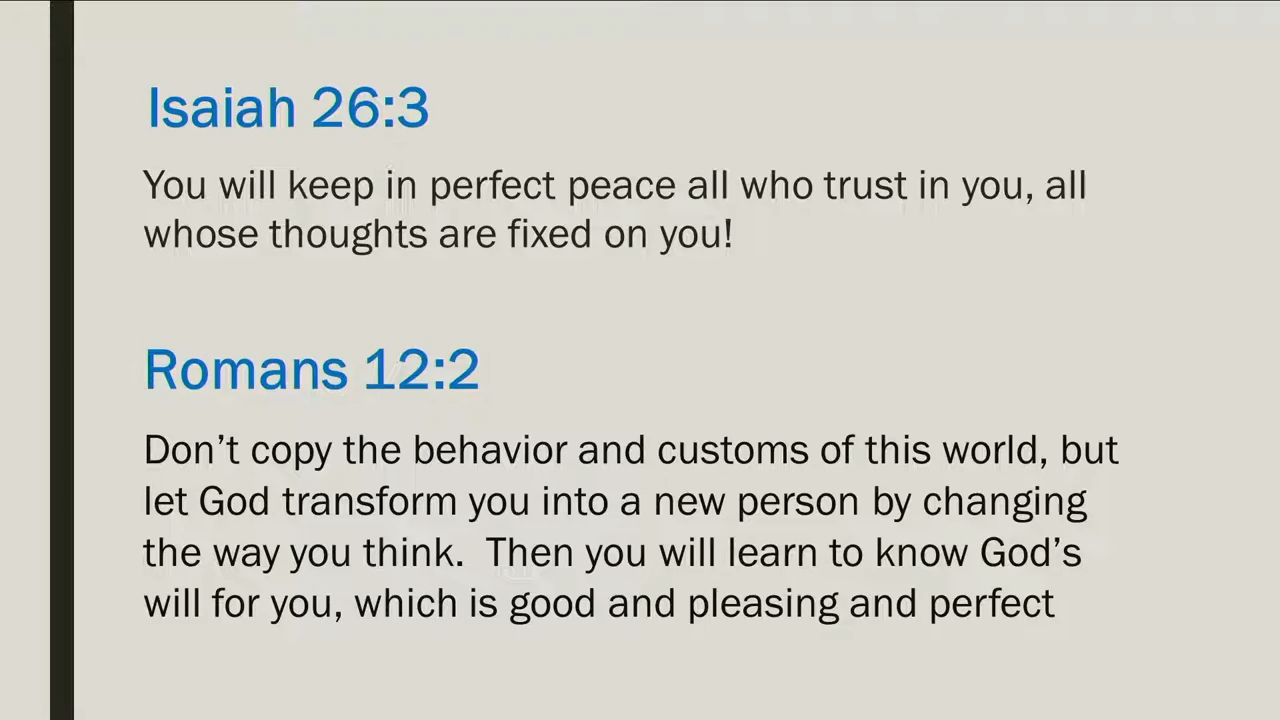 Isaiah 26:3
You will keep in perfect peace all who trust in you, all
whose thoughts are fixed on you!
Romans 12:2
Don’t copy the behavior and customs of this world, but
let God transform you into a new person by changing
the way you think.  Then you will learn to know God’s
will for you, which is good and pleasing and perfect